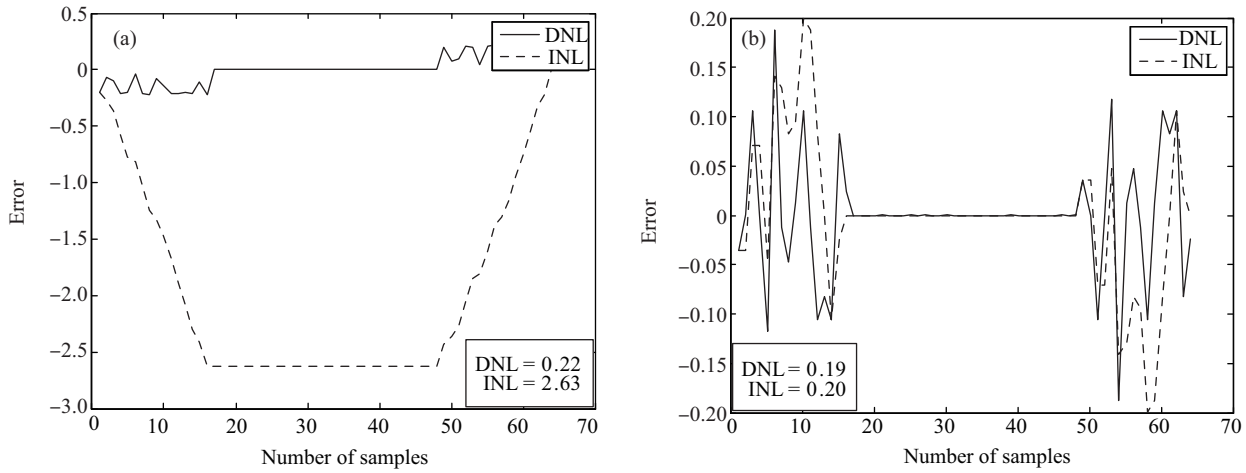 (a)
DNL
INL
0.5
0
−0.5
−1.0
−1.5
−2.0
−2.5
−3.0
Error
DNL = 0.22
INL = 2.63
0 10 20 30 40 50 60 70
Number of samples
(b)
DNL
INL
0.20
0.15
0.10
0.05
0
−0.05
−0.10
−0.15
−0.20
Error
DNL = 0.19
INL = 0.20
0 10 20 30 40 50 60 70
Number of samples